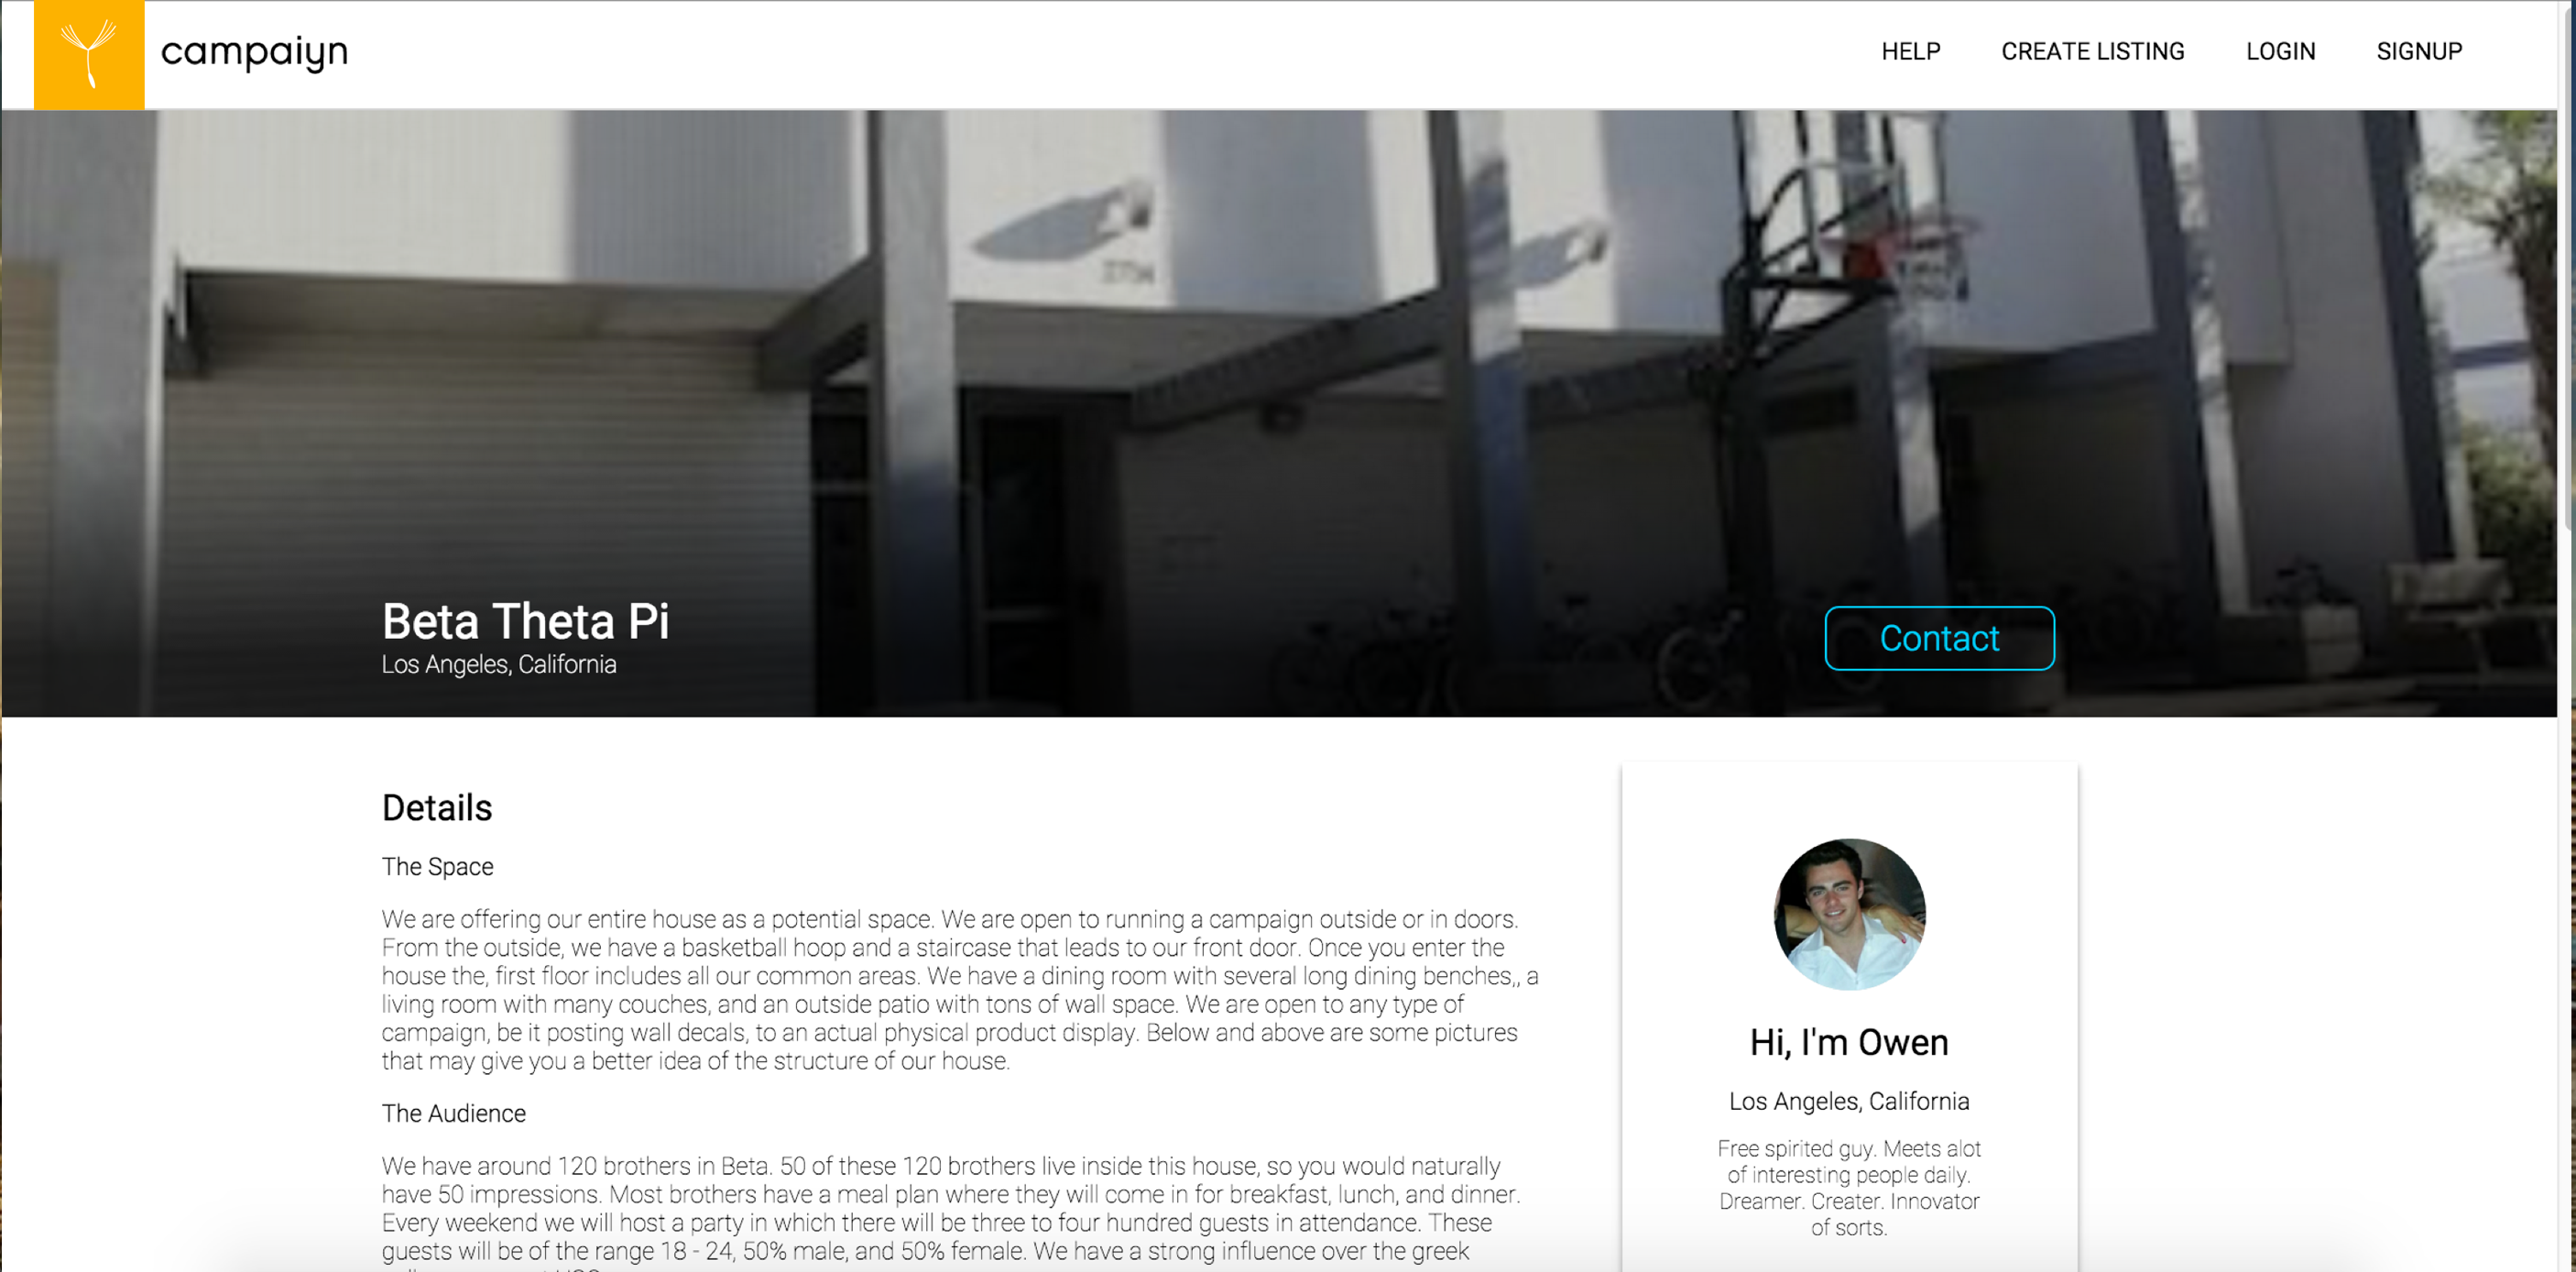 campaiyn
HELP
CREATE LISTING
LOGIN
SIGNUP
Beta Theta Pi
Los Angeles, California
Contact
Details
The Space
We are offering our entire house as a potential space. We are open to running a campaign outside or in doors.
From the outside, we have a basketball hoop and a staircase that leads to our front door. Once you enter the
house the, first floor includes all our common areas. We have a dining room with several long dining benches,, a
living room with many couches, and an outside patio with tons of wall space. We are open to any type of
campaign, be it posting wall decals, to an actual physical product display. Below and above are some pictures
that may give you a better idea of the structure of our house.
The Audience
We have around 120 brothers in Beta. 50 of these 120 brothers live inside this house, so you would naturally
have 50 impressions. Most brothers have a meal plan where they will come in for breakfast, lunch, and dinner.
Every weekend we will host a party in which there will be three to four hundred guests in attendance. These
guests will be of the range 18 - 24, 50% male, and 50% female. We have a strong influence over the greek
Hi, I'm Owen
Los Angeles, California
Free spirited guy. Meets alot
of interesting people daily.
Dreamer. Creater. Innovator
of sorts.